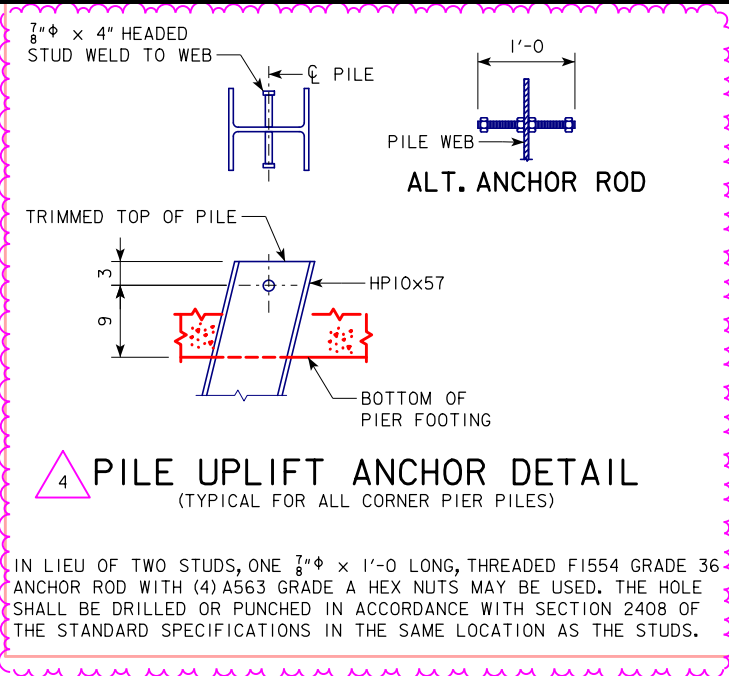 7/8"ϕ × 4" HEADED
STUD WELD TO WEB
℄ PILE
1'-0
PILE WEB
ALT. ANCHOR ROD
TRIMMED TOP OF PILE
3
HP10x57
9
BOTTOM OF
PIER FOOTING
4
PILE UPLIFT ANCHOR DETAIL
(TYPICAL FOR ALL CORNER PIER PILES)
IN LIEU OF TWO STUDS, ONE 7/8"ϕ × 1'-0 LONG, THREADED F1554 GRADE 36
ANCHOR ROD WITH (4) A563 GRADE A HEX NUTS MAY BE USED. THE HOLE
SHALL BE DRILLED OR PUNCHED IN ACCORDANCE WITH SECTION 2408 OF
THE STANDARD SPECIFICATIONS IN THE SAME LOCATION AS THE STUDS.